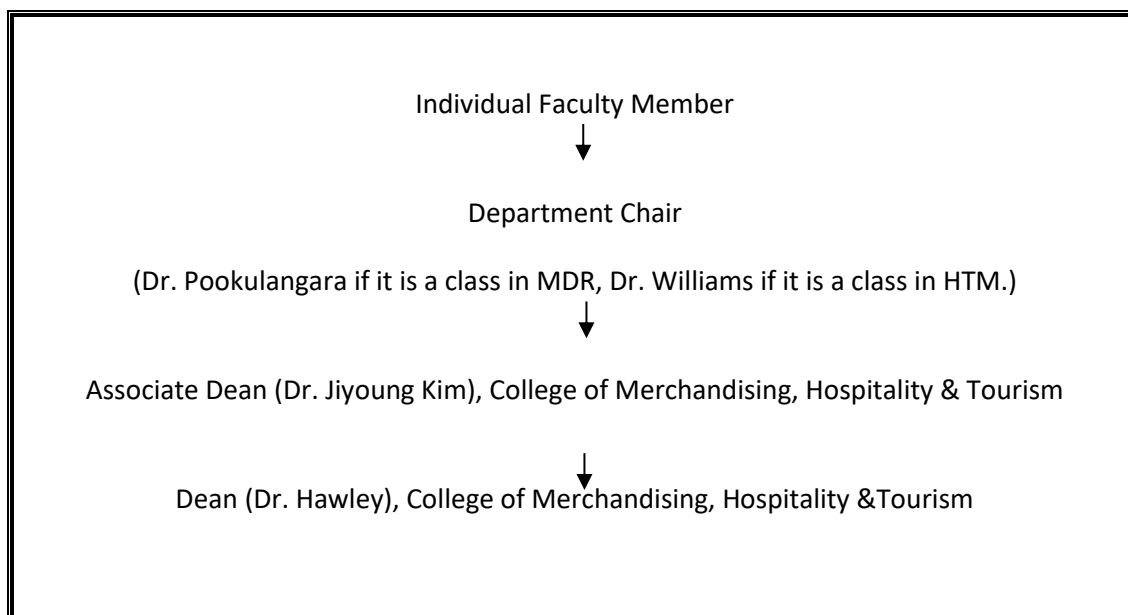 Individual Faculty Member
Department Chair
(Dr. Pookulangara if it is a class in MDR, Dr. Williams if it is a class in HTM.)
Associate Dean (Dr. Jiyoung Kim), College of Merchandising, Hospitality & Tourism
Dean (Dr. Hawley), College of Merchandising, Hospitality &Tourism